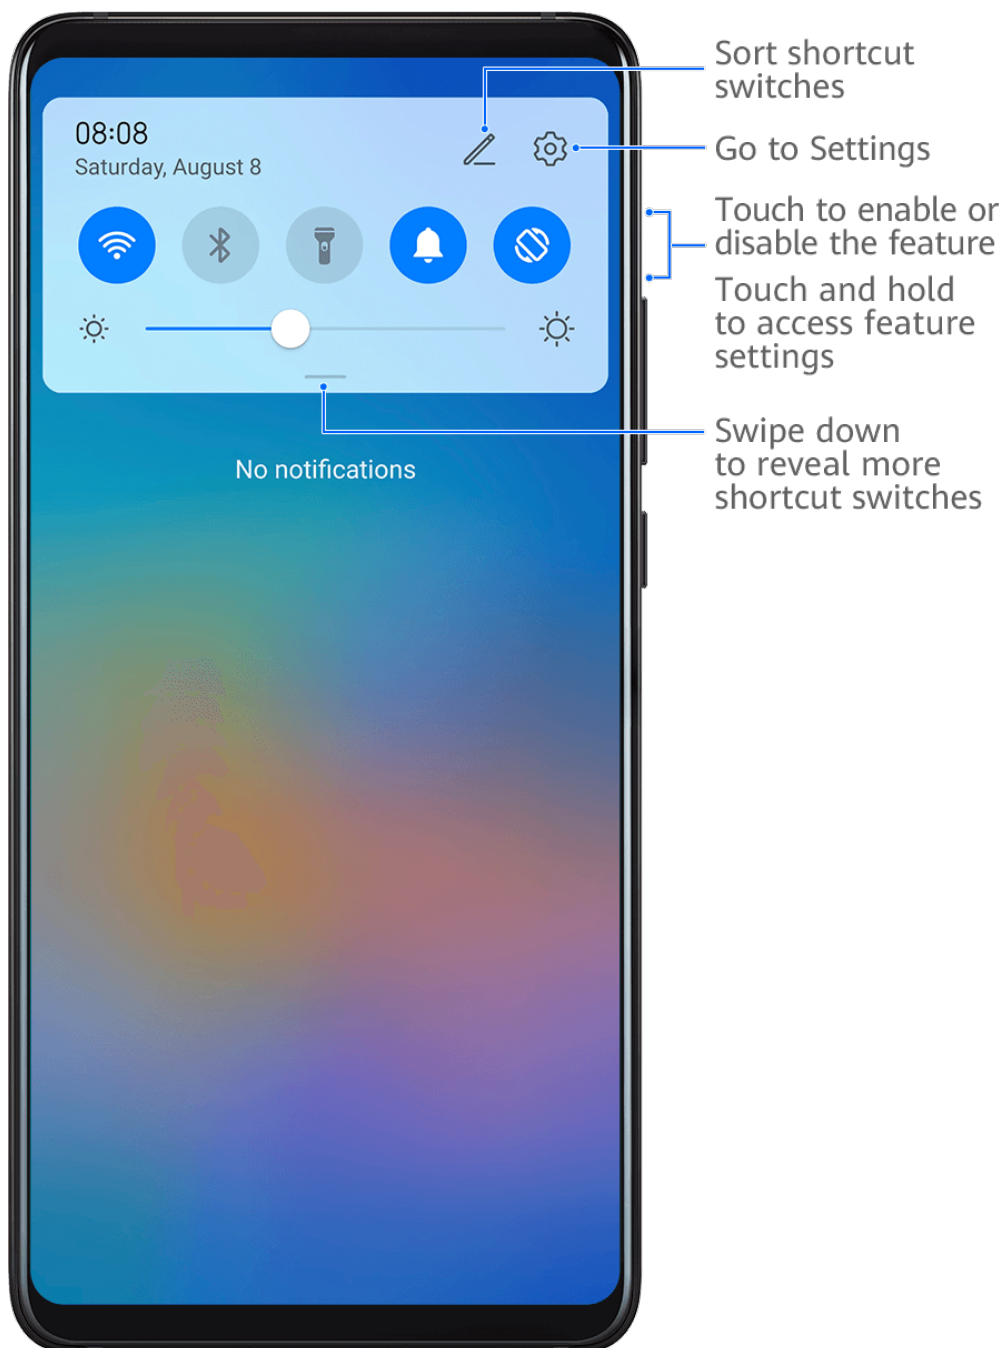 Sort shortcut
switches
08:08
Saturday, August 8
Go to Settings
Touch to enable or
disable the feature
Touch and hold
to access feature
settings
Swipe down
to reveal more
shortcut switches
No notifications